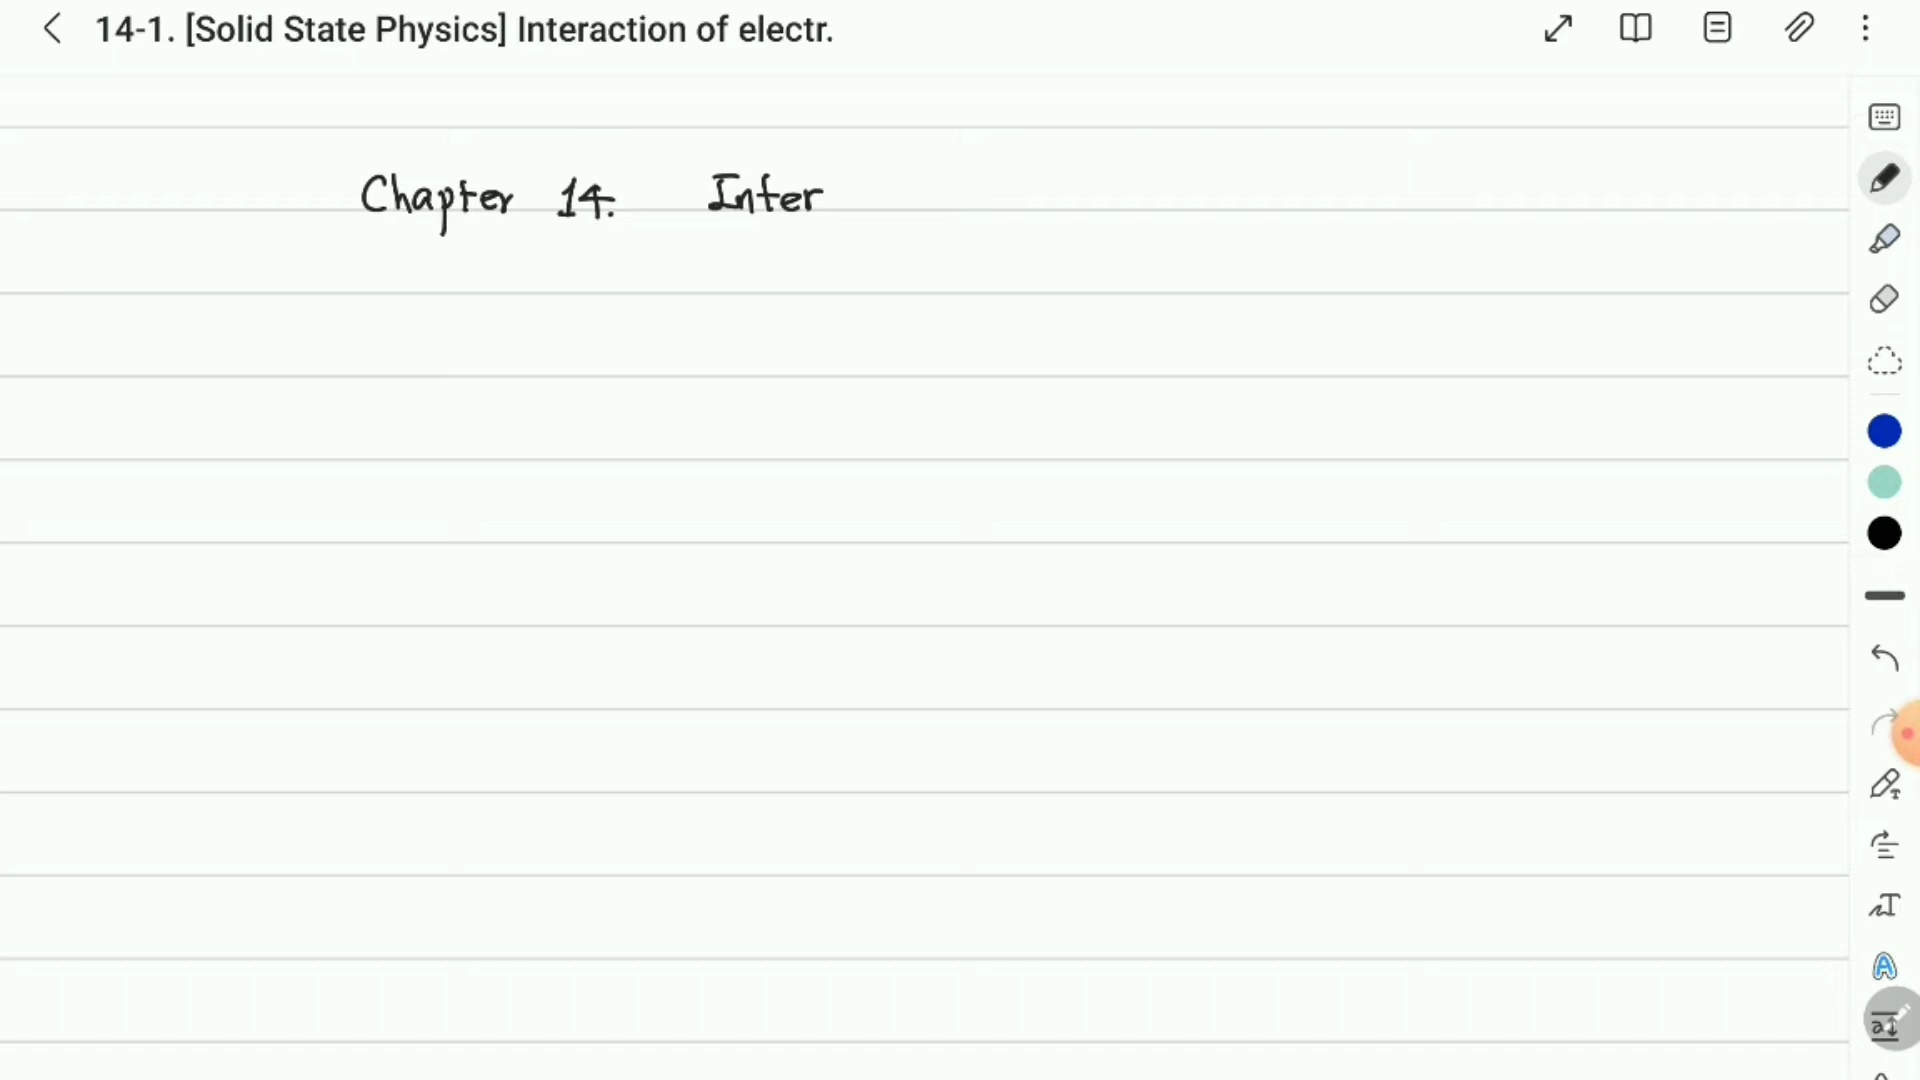 14-1. [Solid State Physics] Interaction of electr.
Chapter 14. Inter